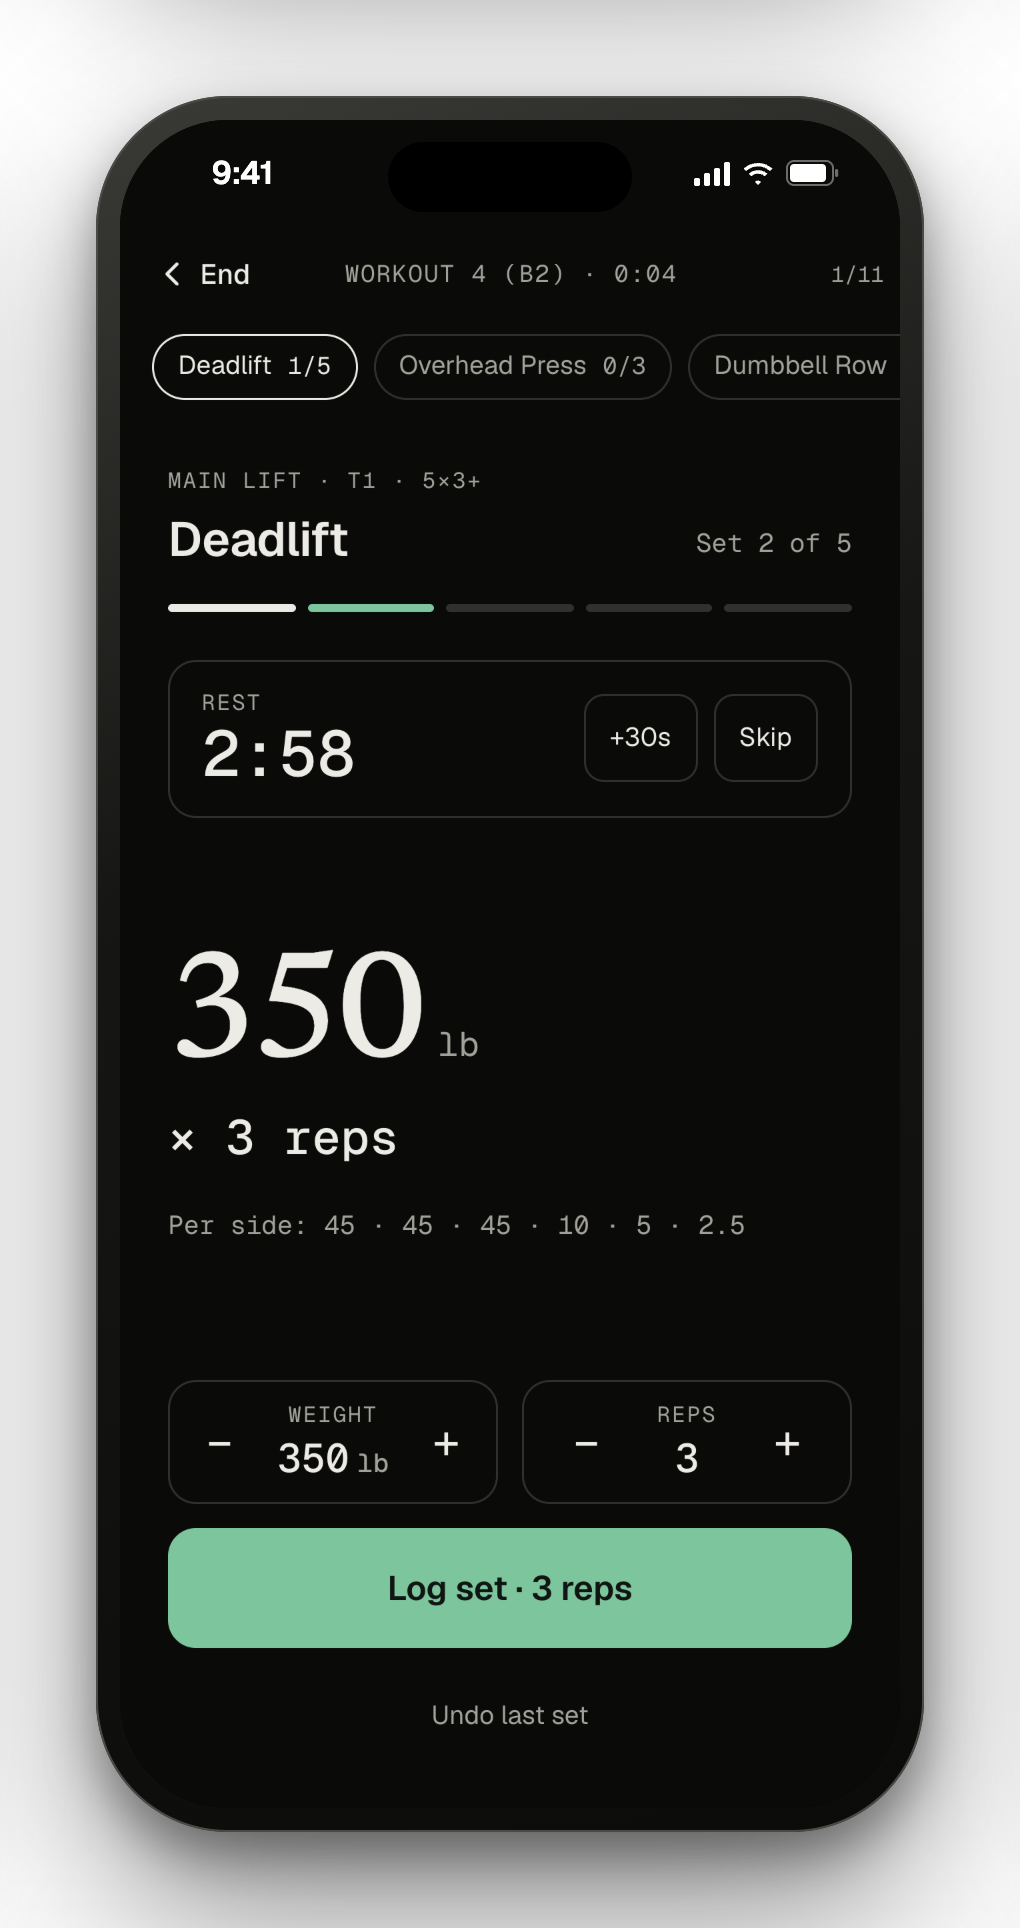 9:41
End
WORKOUT 4 (B2) · 0:04
1/11
Deadlift 1/5
Overhead Press 0/3
Dumbbell Row
MAIN LIFT · T1 · 5×3+
Deadlift
Set 2 of 5
REST
2:58
+30s
Skip
350 lb
× 3 reps
Per side: 45 · 45 · 45 · 10 · 5 · 2.5
WEIGHT
− 350 lb +
REPS
− 3 +
Log set · 3 reps
Undo last set